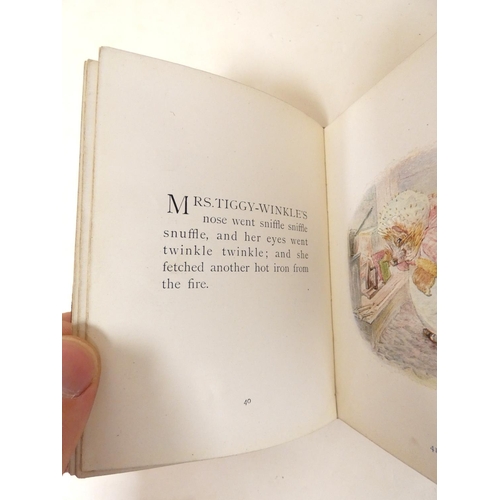 MRS. TIGGY-WINKLE'S
nose went sniffle sniffle
snuffle, and her eyes went
twinkle twinkle; and she
fetched another hot iron from
the fire.
40